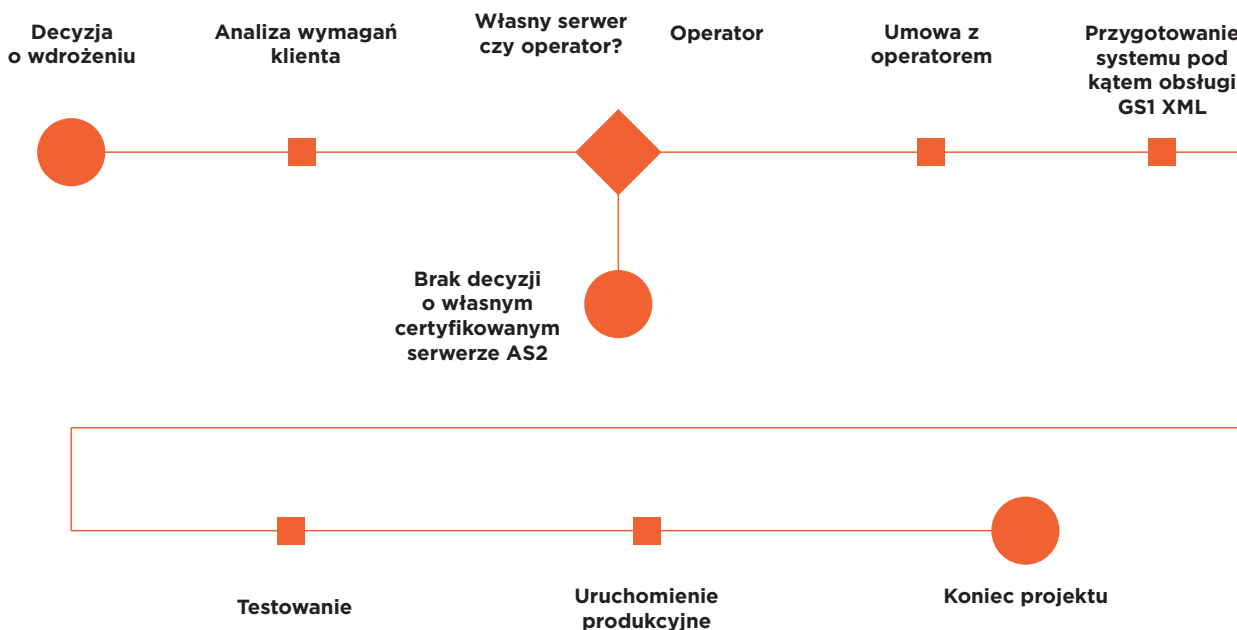 Decyzja
o wdrożeniu
Analiza wymagań
klienta
Własny serwer
czy operator?
Operator
Umowa z
operatorem
Przygotowanie
systemu pod
kątem obsługi
GS1 XML
Brak decyzji
o własnym
certyfikowanym
serwerze AS2
Testowanie
Uruchomienie
produkcyjne
Koniec projektu